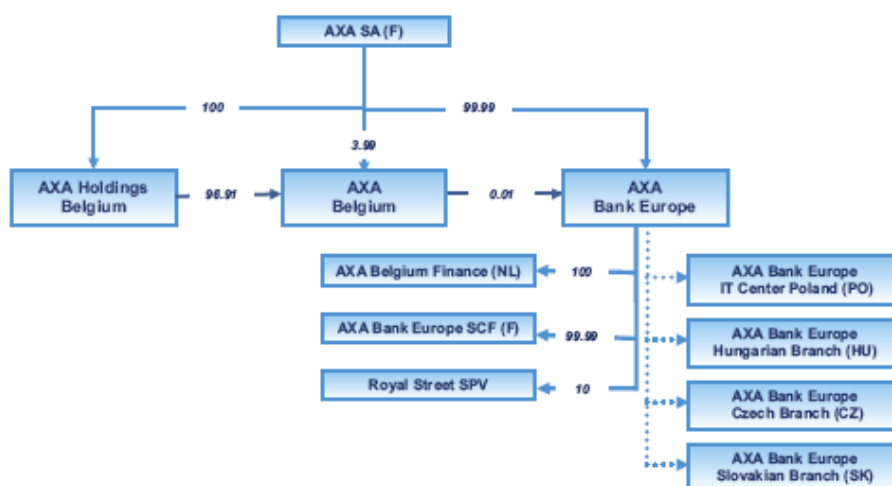 AXA SA (F)
100
99.99
3.99
AXA Holdings
Belgium
96.91
AXA
Belgium
0.01
AXA
Bank Europe
AXA Belgium Finance (NL)
100
AXA Bank Europe
IT Center Poland (PO)
AXA Bank Europe SCF (F)
99.99
AXA Bank Europe
Hungarian Branch (HU)
Royal Street SPV
10
AXA Bank Europe
Czech Branch (CZ)
AXA Bank Europe
Slovakian Branch (SK)